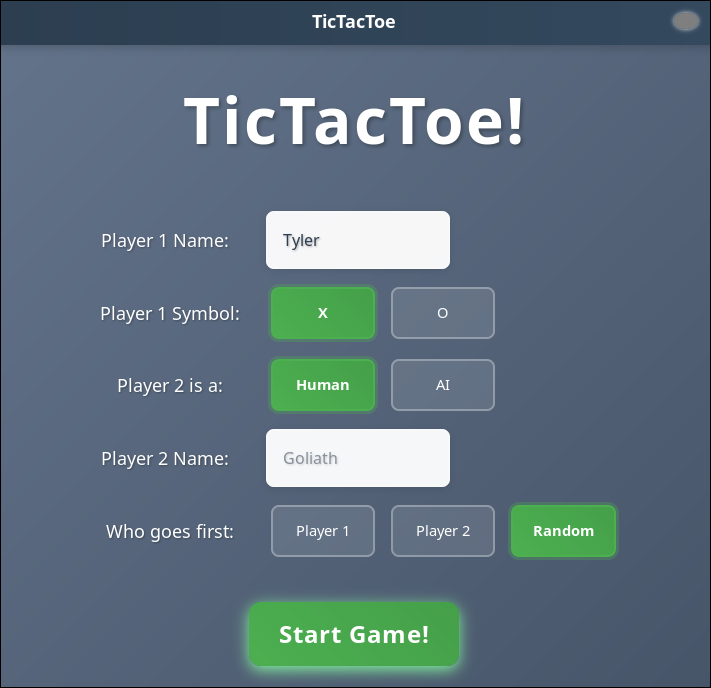 TicTacToe
TicTacToe!
Player 1 Name: Tyler
Player 1 Symbol: X O
Player 2 is a: Human AI
Player 2 Name: Goliath
Who goes first: Player 1 Player 2 Random
Start Game!